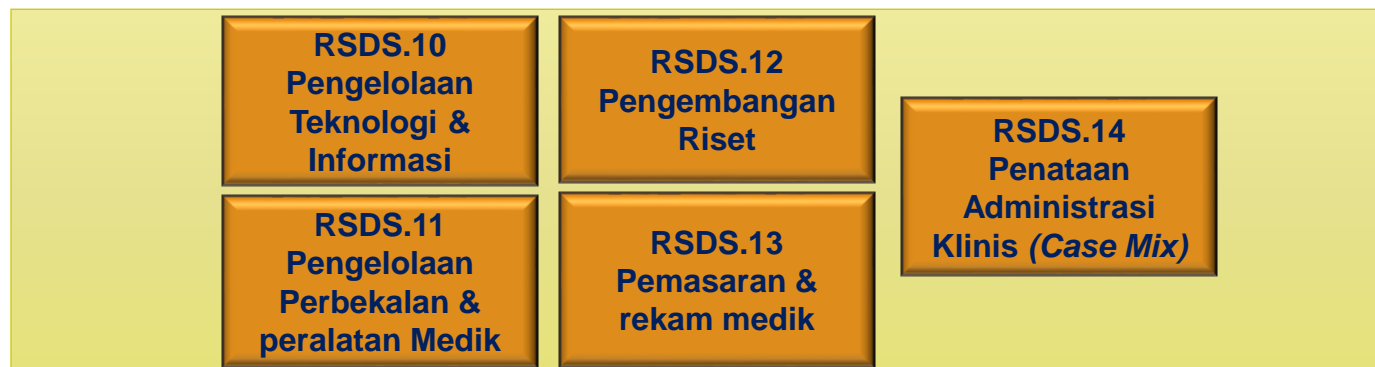 RSDS.10
Pengelolaan
Teknologi &
Informasi
RSDS.11
Pengelolaan
Perbekalan &
peralatan Medik
RSDS.12
Pengembangan
Riset
RSDS.13
Pemasaran &
rekam medik
RSDS.14
Penataan
Administrasi
Klinis (Case Mix)